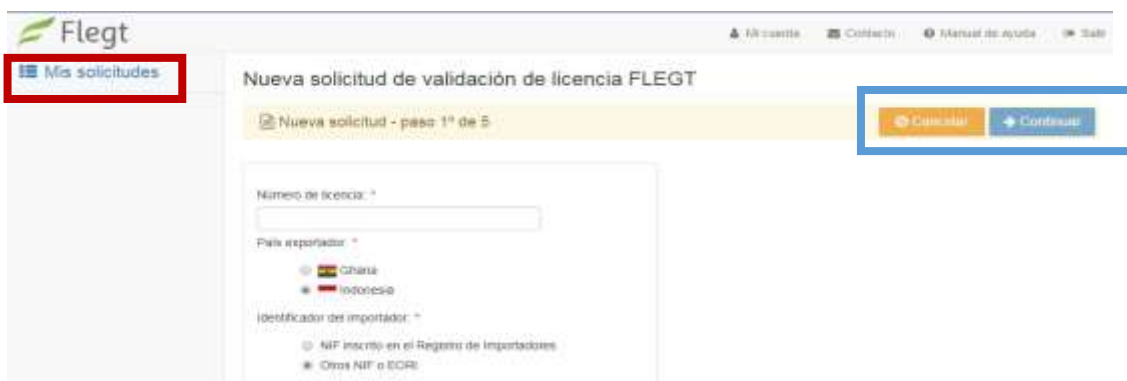 Flegt
Mi cuenta Contacto Manual de ayuda Salir
Mis solicitudes
Nueva solicitud de validación de licencia FLEGT
Nueva solicitud - paso 1º de 5
Cancelar Continuar
Número de licencia: *
País exportador: *
Ghana
Indonesia
Identificador del importador: *
NIF inscrito en el Registro de Importadores
Otros NIF o EORI